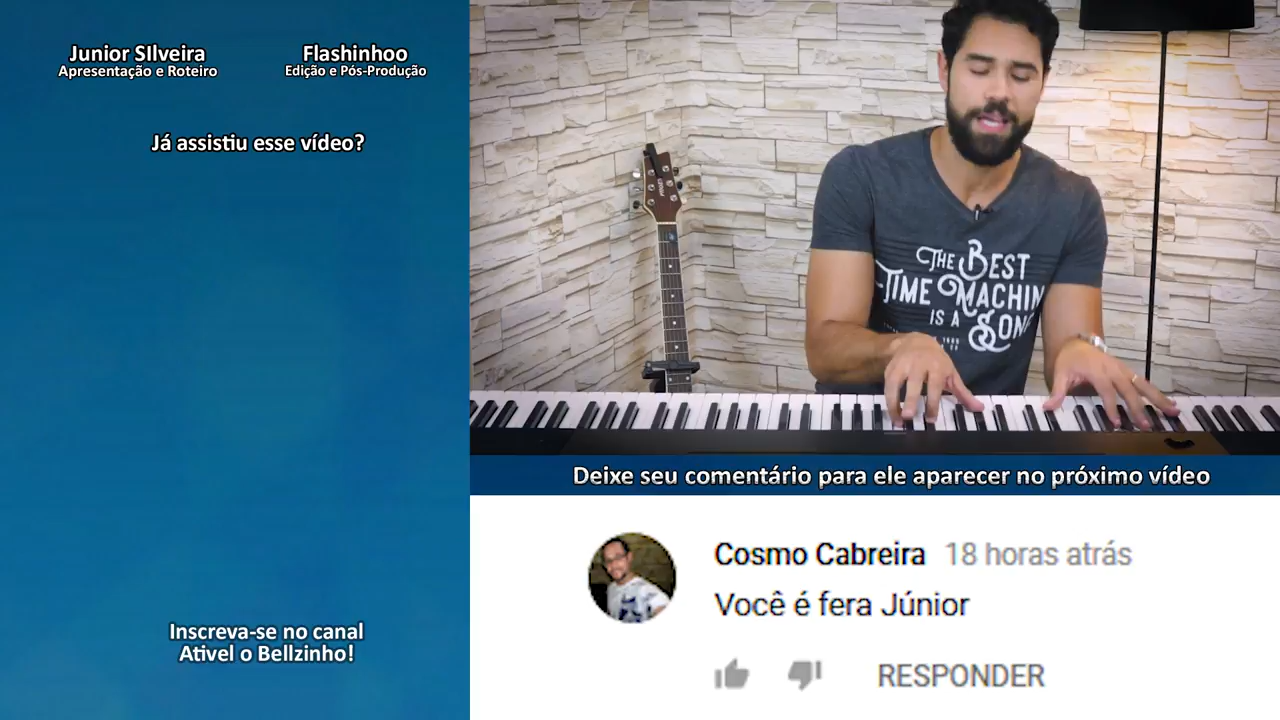 Junior SIlveira
Apresentação e Roteiro
Flashinhoo
Edição e Pós-Produção
Já assistiu esse vídeo?
THE BEST
TIME MACHIN
IS A SONG
Deixe seu comentário para ele aparecer no próximo vídeo
Cosmo Cabreira 18 horas atrás
Você é fera Júnior
RESPONDER
Inscreva-se no canal
Ativel o Bellzinho!